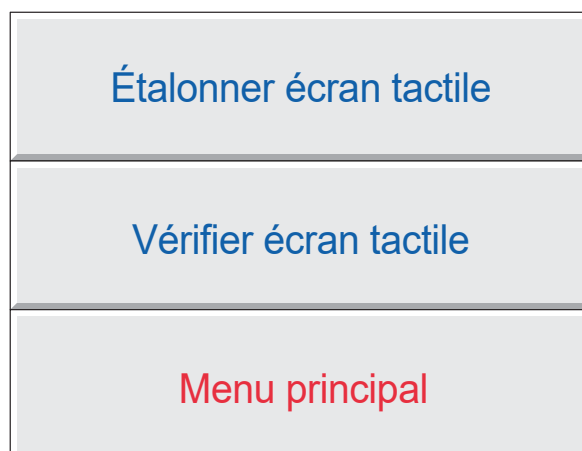 Étalonner écran tactile
Vérifier écran tactile
Menu principal